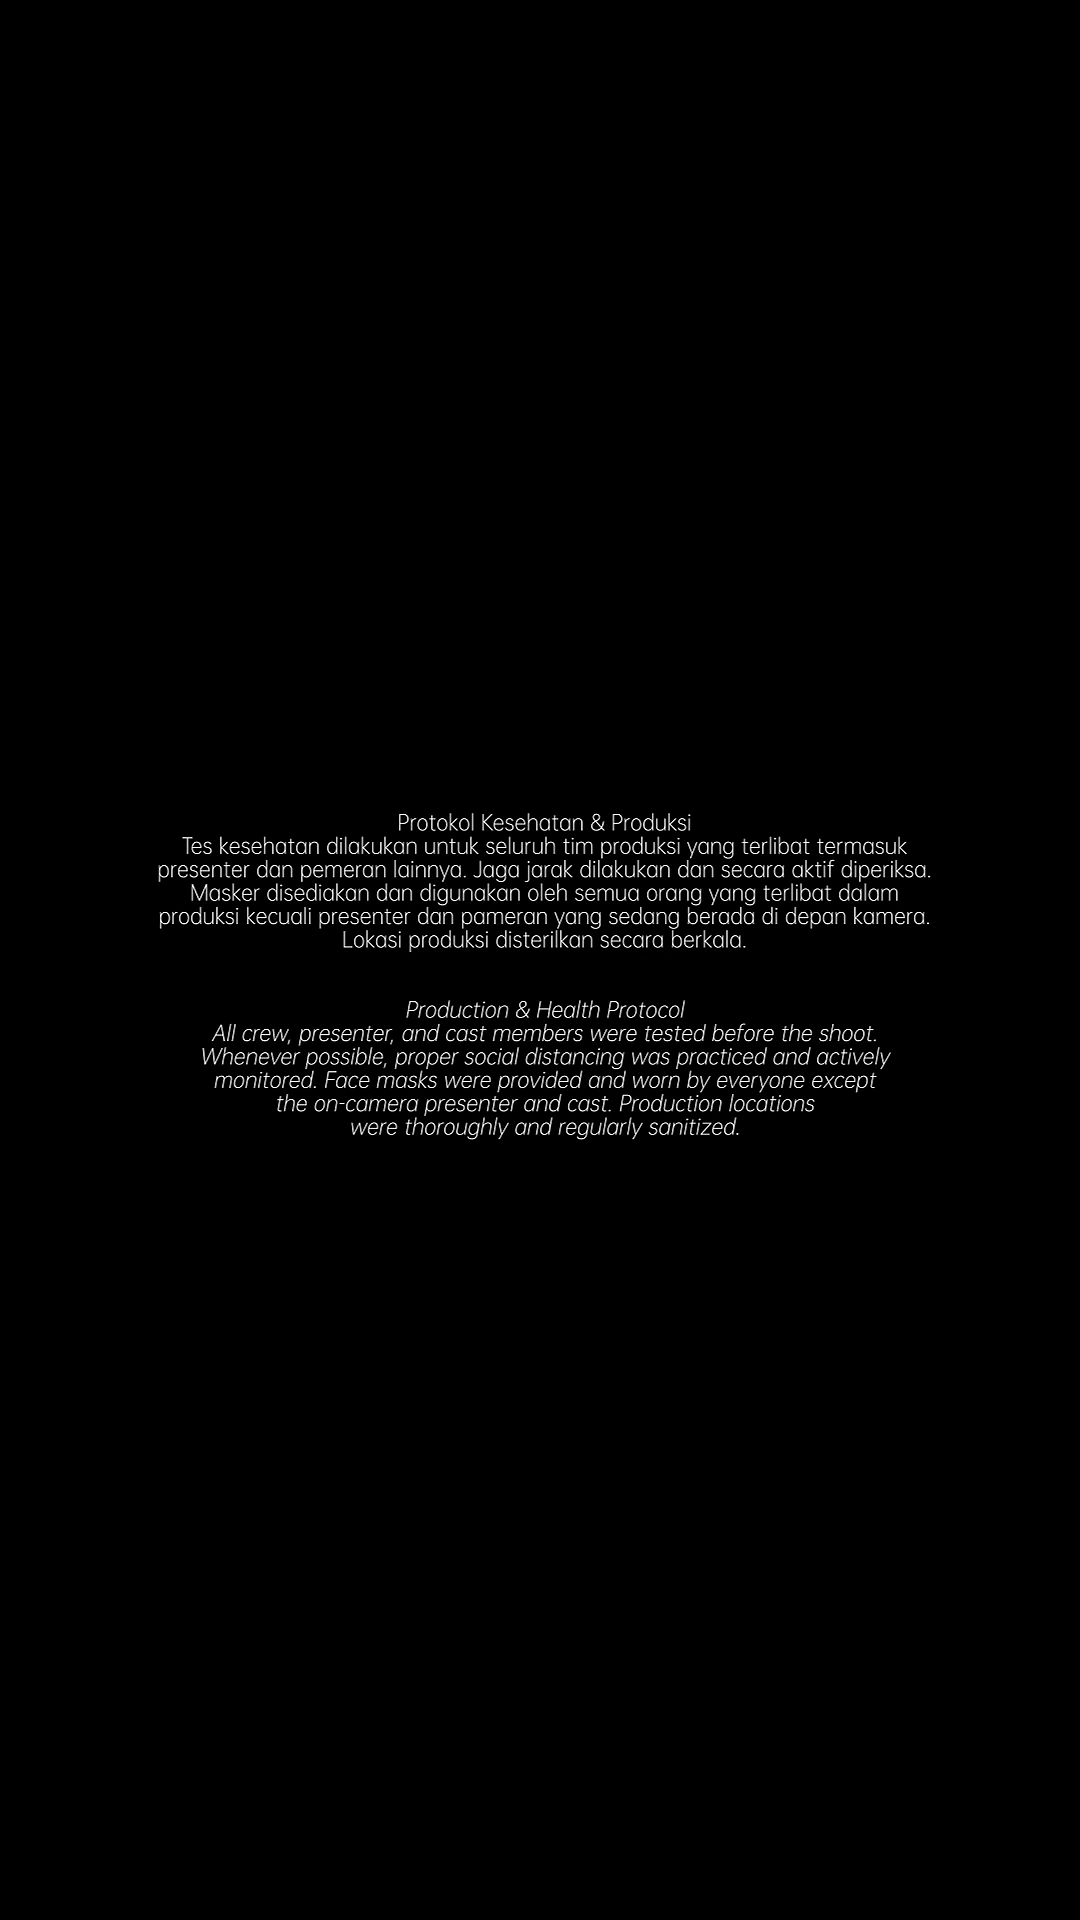 Protokol Kesehatan & Produksi
Tes kesehatan dilakukan untuk seluruh tim produksi yang terlibat termasuk
presenter dan pemeran lainnya. Jaga jarak dilakukan dan secara aktif diperiksa.
Masker disediakan dan digunakan oleh semua orang yang terlibat dalam
produksi kecuali presenter dan pameran yang sedang berada di depan kamera.
Lokasi produksi disterilkan secara berkala.
Production & Health Protocol
All crew, presenter, and cast members were tested before the shoot.
Whenever possible, proper social distancing was practiced and actively
monitored. Face masks were provided and worn by everyone except
the on-camera presenter and cast. Production locations
were thoroughly and regularly sanitized.